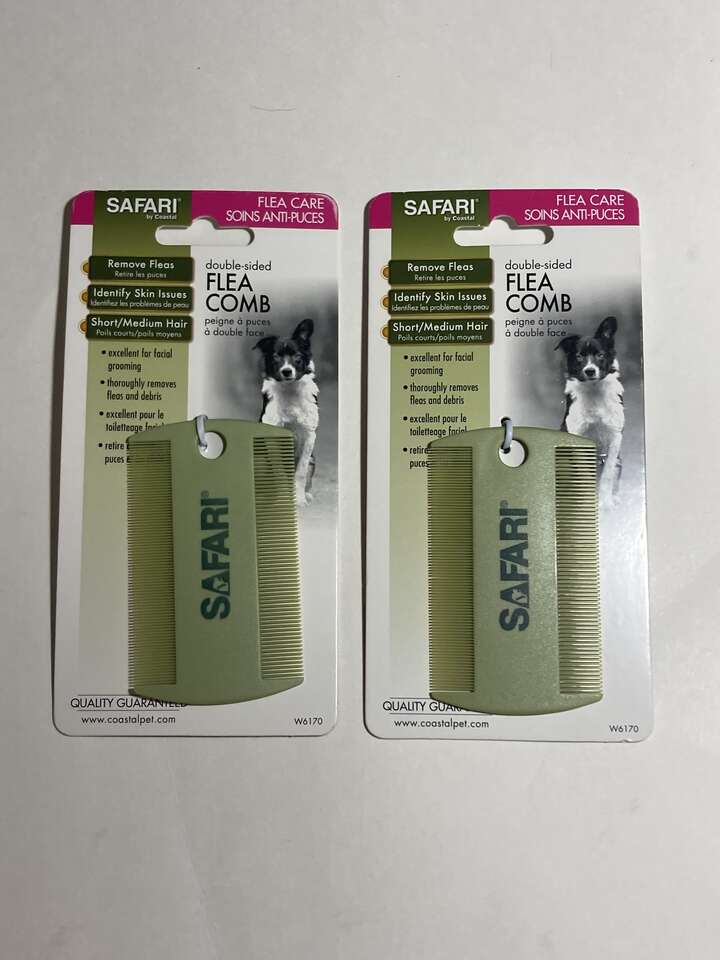 SAFARI®
by Coastal
FLEA CARE
SOINS ANTI-PUCES
Remove Fleas
Retire les puces
Identify Skin Issues
Identifiez les problèmes de peau
Short/Medium Hair
Poils courts/poils moyens
double-sided
FLEA
COMB
peigne à puces
à double face
• excellent for facial
grooming
• thoroughly removes
fleas and debris
• excellent pour le
toiletteage facial
• retire
puces
SAFARI®
QUALITY GUARANTEED
www.coastalpet.com
W6170
SAFARI®
by Coastal
FLEA CARE
SOINS ANTI-PUCES
Remove Fleas
Retire les puces
Identify Skin Issues
Identifiez les problèmes de peau
Short/Medium Hair
Poils courts/poils moyens
double-sided
FLEA
COMB
peigne à puces
à double face
• excellent for facial
grooming
• thoroughly removes
fleas and debris
• excellent pour le
toiletteage
• retire
puces
SAFARI®
QUALITY
www.coastalpet.com
W6170